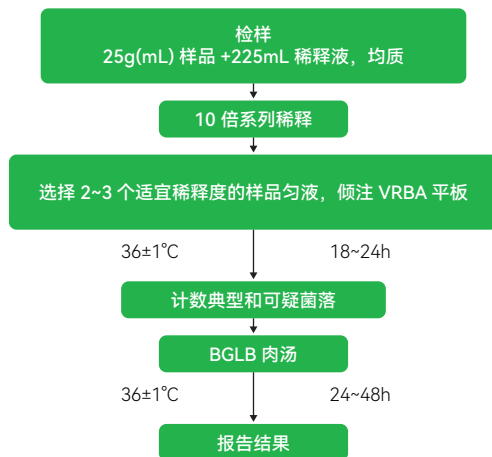 检样
25g(mL) 样品 +225mL 稀释液，均质
10 倍系列稀释
选择 2~3 个适宜稀释度的样品匀液，倾注 VRBA 平板
36±1°C 18~24h
计数典型和可疑菌落
BGLB 肉汤
36±1°C 24~48h
报告结果